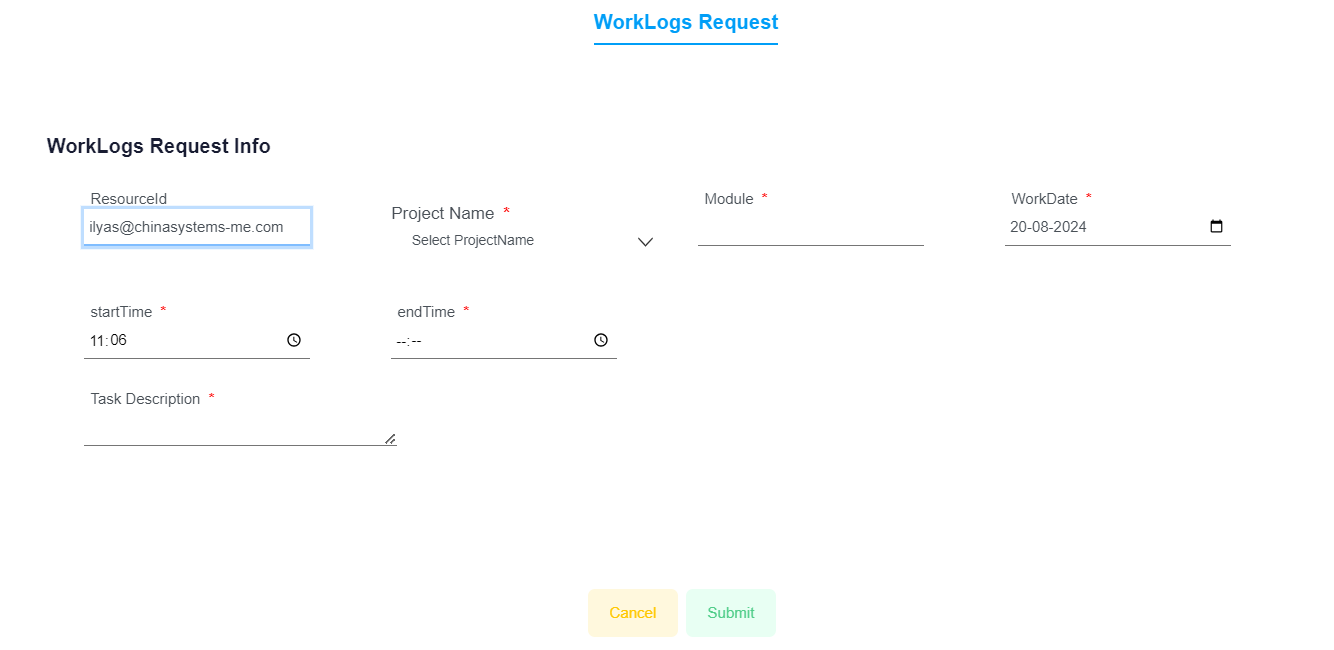 WorkLogs Request
WorkLogs Request Info
ResourceId
ilyas@chinasystems-me.com
Project Name *
Select ProjectName
Module *
WorkDate *
20-08-2024
startTime *
11:06
endTime *
--:--
Task Description *
Cancel
Submit